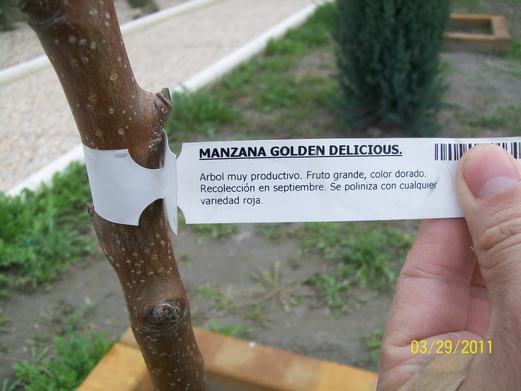 MANZANA GOLDEN DELICIOUS.
Arbol muy productivo. Fruto grande, color dorado.
Recolección en septiembre. Se poliniza con cualquier
variedad roja.
03/29/2011